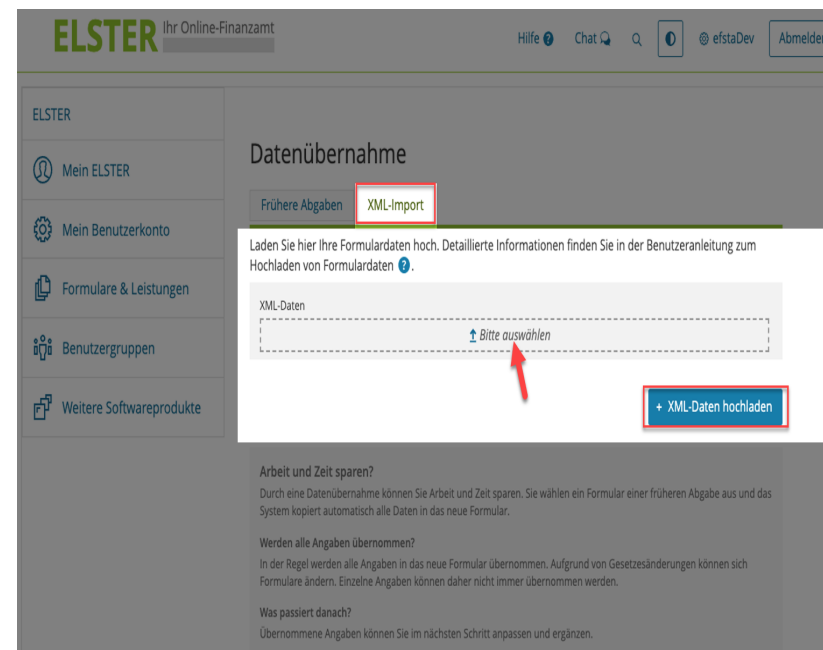 ELSTER Ihr Online-Finanzamt
Hilfe ? Chat efstaDev Abmelden
ELSTER
Mein ELSTER
Mein Benutzerkonto
Formulare & Leistungen
Benutzergruppen
Weitere Softwareprodukte
Datenübernahme
Frühere Abgaben XML-Import
Laden Sie hier Ihre Formulardaten hoch. Detaillierte Informationen finden Sie in der Benutzeranleitung zum
Hochladen von Formulardaten ? .
XML-Daten
Bitte auswählen
+ XML-Daten hochladen
Arbeit und Zeit sparen?
Durch eine Datenübernahme können Sie Arbeit und Zeit sparen. Sie wählen ein Formular einer früheren Abgabe aus und das
System kopiert automatisch alle Daten in das neue Formular.
Werden alle Angaben übernommen?
In der Regel werden alle Angaben in das neue Formular übernommen. Aufgrund von Gesetzesänderungen können sich
Formulare ändern. Einzelne Angaben können daher nicht immer übernommen werden.
Was passiert danach?
Übernommene Angaben können Sie im nächsten Schritt anpassen und ergänzen.